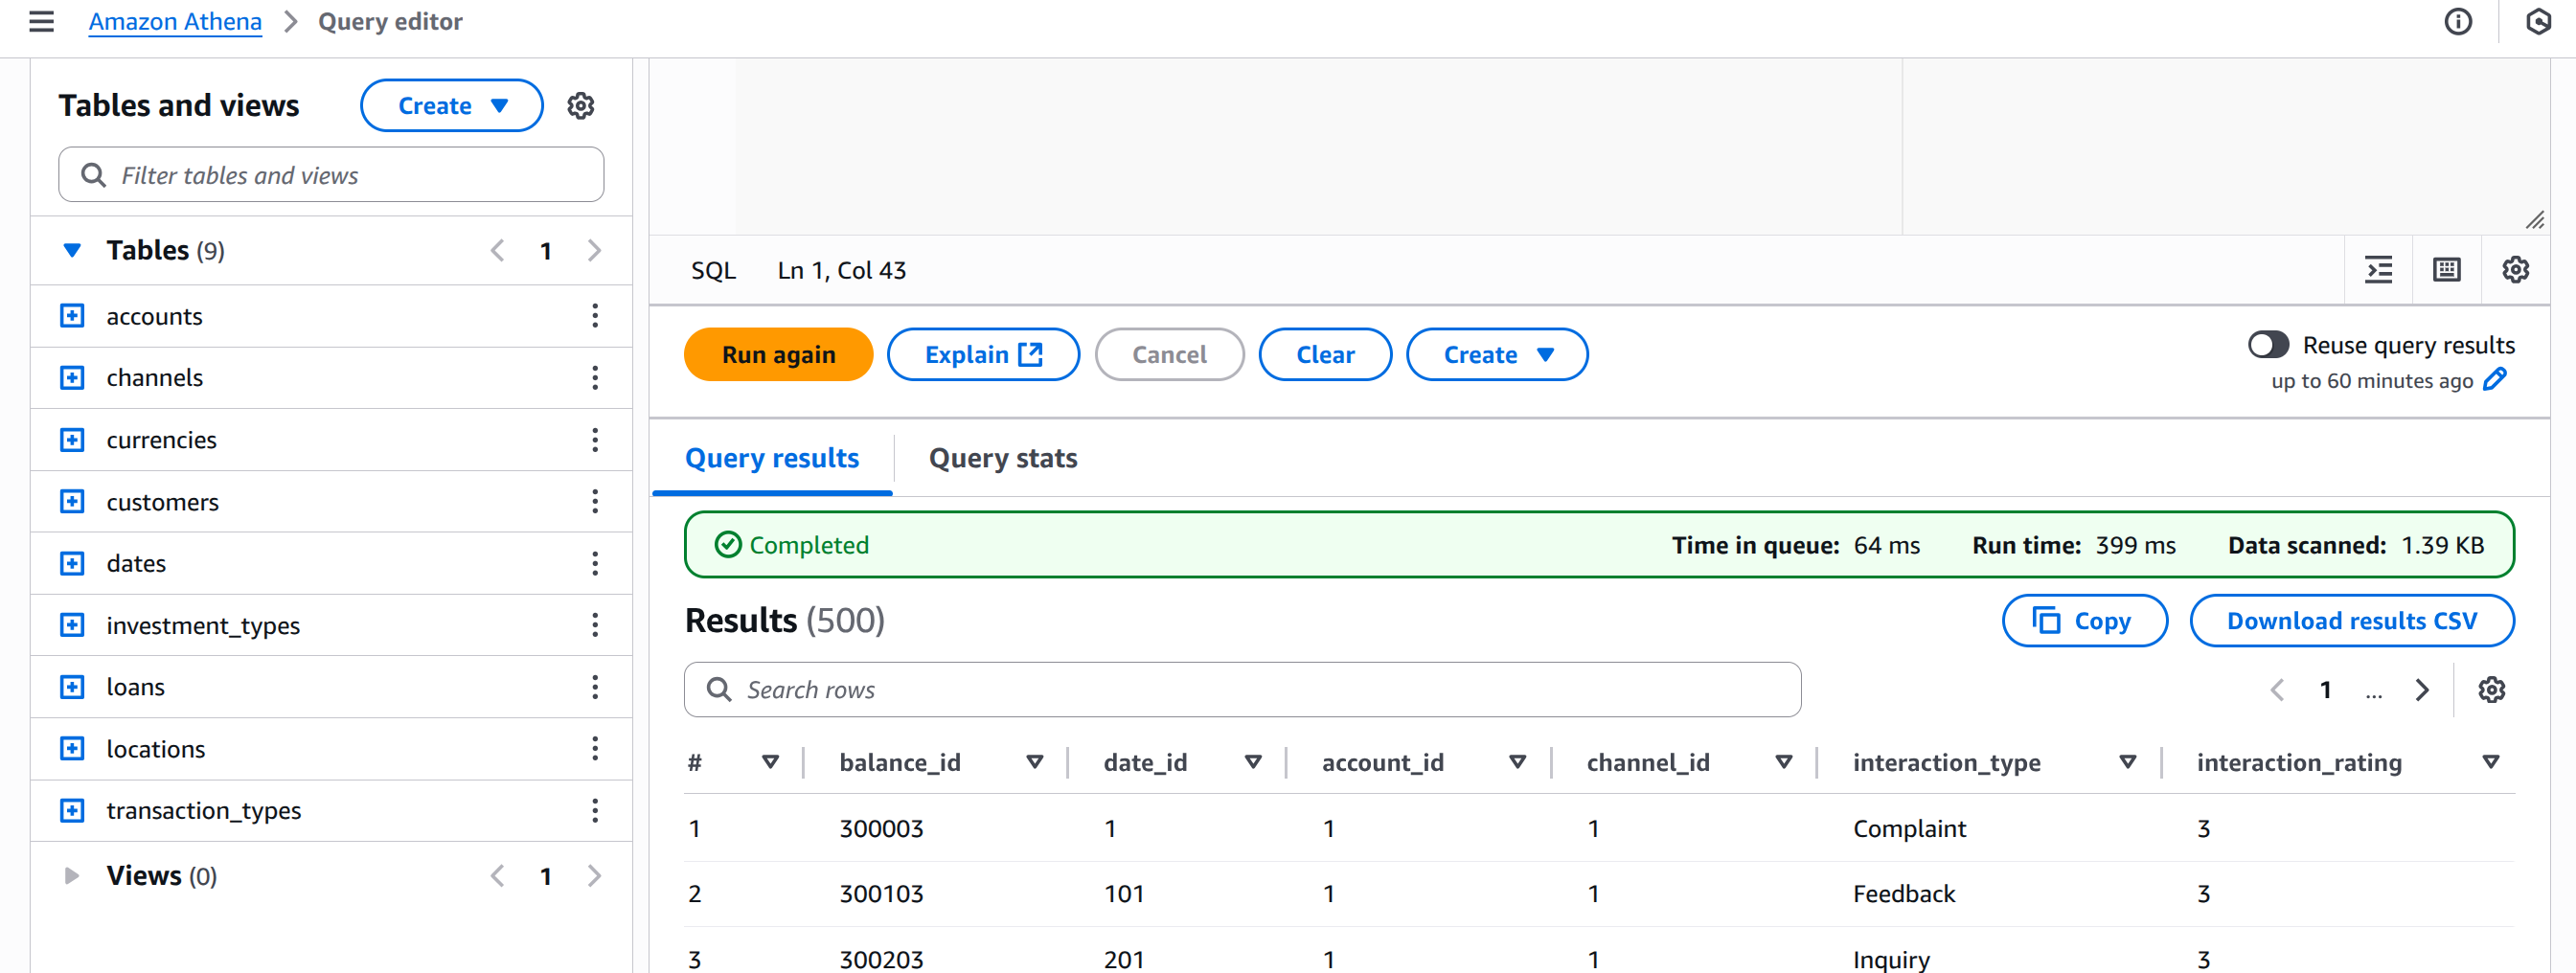 Amazon Athena > Query editor
Tables and views
Create
Filter tables and views
Tables (9)
1
accounts
channels
currencies
customers
dates
investment_types
loans
locations
transaction_types
Views (0)
1
SQL Ln 1, Col 43
Run again Explain Cancel Clear Create
Reuse query results
up to 60 minutes ago
Query results Query stats
Completed Time in queue: 64 ms Run time: 399 ms Data scanned: 1.39 KB
Results (500) Copy Download results CSV
Search rows 1 ...
# balance_id date_id account_id channel_id interaction_type interaction_rating
1 300003 1 1 1 Complaint 3
2 300103 101 1 1 Feedback 3
3 300203 201 1 1 Inquiry 3